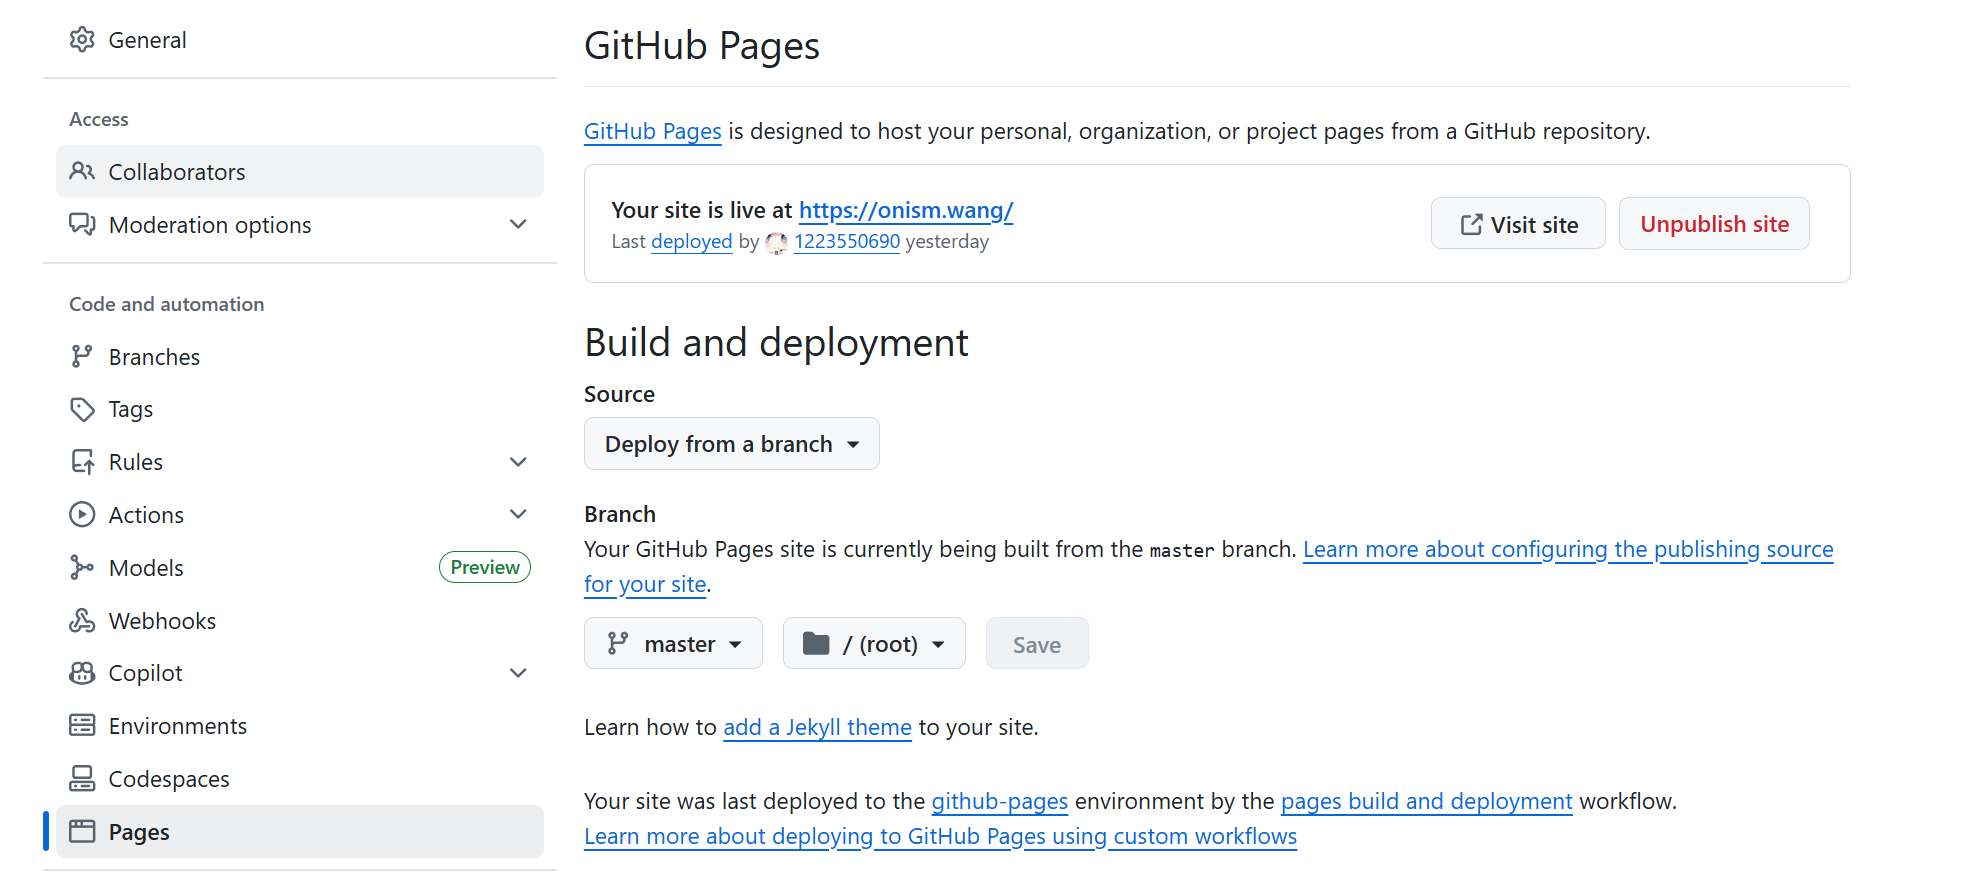 General
Access
Collaborators
Moderation options
Code and automation
Branches
Tags
Rules
Actions
Models Preview
Webhooks
Copilot
Environments
Codespaces
Pages
GitHub Pages
GitHub Pages is designed to host your personal, organization, or project pages from a GitHub repository.
Your site is live at https://onism.wang/
Last deployed by 1223550690 yesterday
Visit site
Unpublish site
Build and deployment
Source
Deploy from a branch
Branch
Your GitHub Pages site is currently being built from the master branch. Learn more about configuring the publishing source
for your site.
master
/ (root)
Save
Learn how to add a Jekyll theme to your site.
Your site was last deployed to the github-pages environment by the pages build and deployment workflow.
Learn more about deploying to GitHub Pages using custom workflows